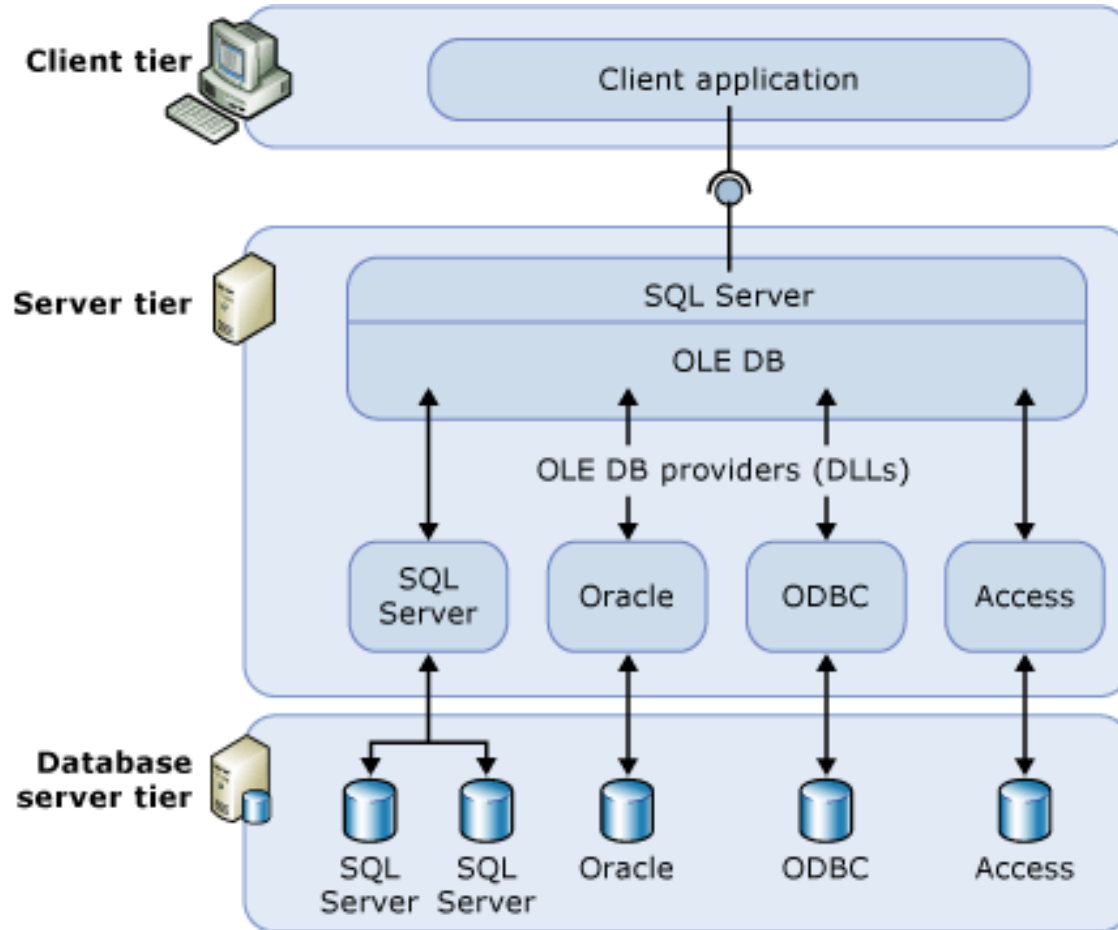 Client tier
Client application
Server tier
SQL Server
OLE DB
OLE DB providers (DLLs)
SQL
Server
Oracle
ODBC
Access
Database
server tier
SQL
Server
SQL
Server
Oracle
ODBC
Access